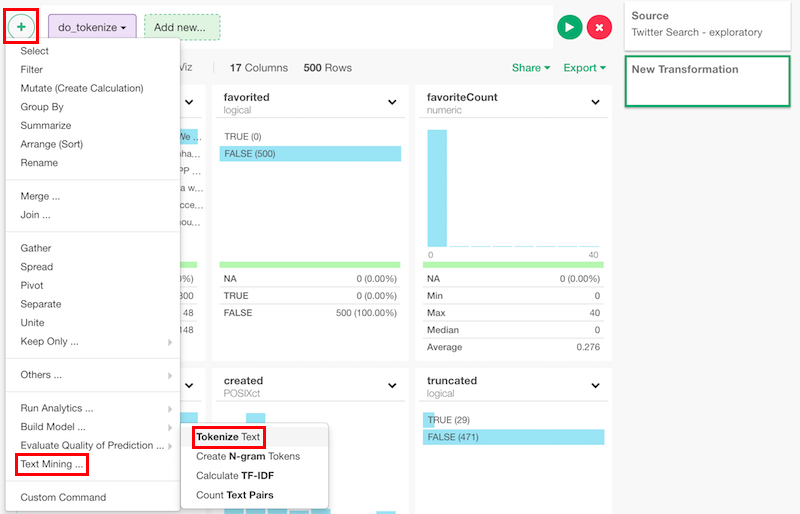 +
do_tokenize
Add new...
Source
Twitter Search - exploratory
New Transformation
Select
Filter
Mutate (Create Calculation)
Group By
Summarize
Arrange (Sort)
Rename
Merge ...
Join ...
Gather
Spread
Pivot
Separate
Unite
Keep Only ...
Others ...
Run Analytics ...
Build Model ...
Evaluate Quality of Prediction ...
Text Mining ...
Custom Command
Tokenize Text
Create N-gram Tokens
Calculate TF-IDF
Count Text Pairs
Viz
17 Columns 500 Rows
Share
Export
We ...
PP ...
a w...
%)
300
48
148
favorited
logical
TRUE (0)
FALSE (500)
NA 0 (0.00%)
TRUE 0 (0.00%)
FALSE 500 (100.00%)
favoriteCount
numeric
0 40
NA 0 (0.00%)
Min 0
Max 40
Median 0
Average 0.276
created
POSIXct
truncated
logical
TRUE (29)
FALSE (471)